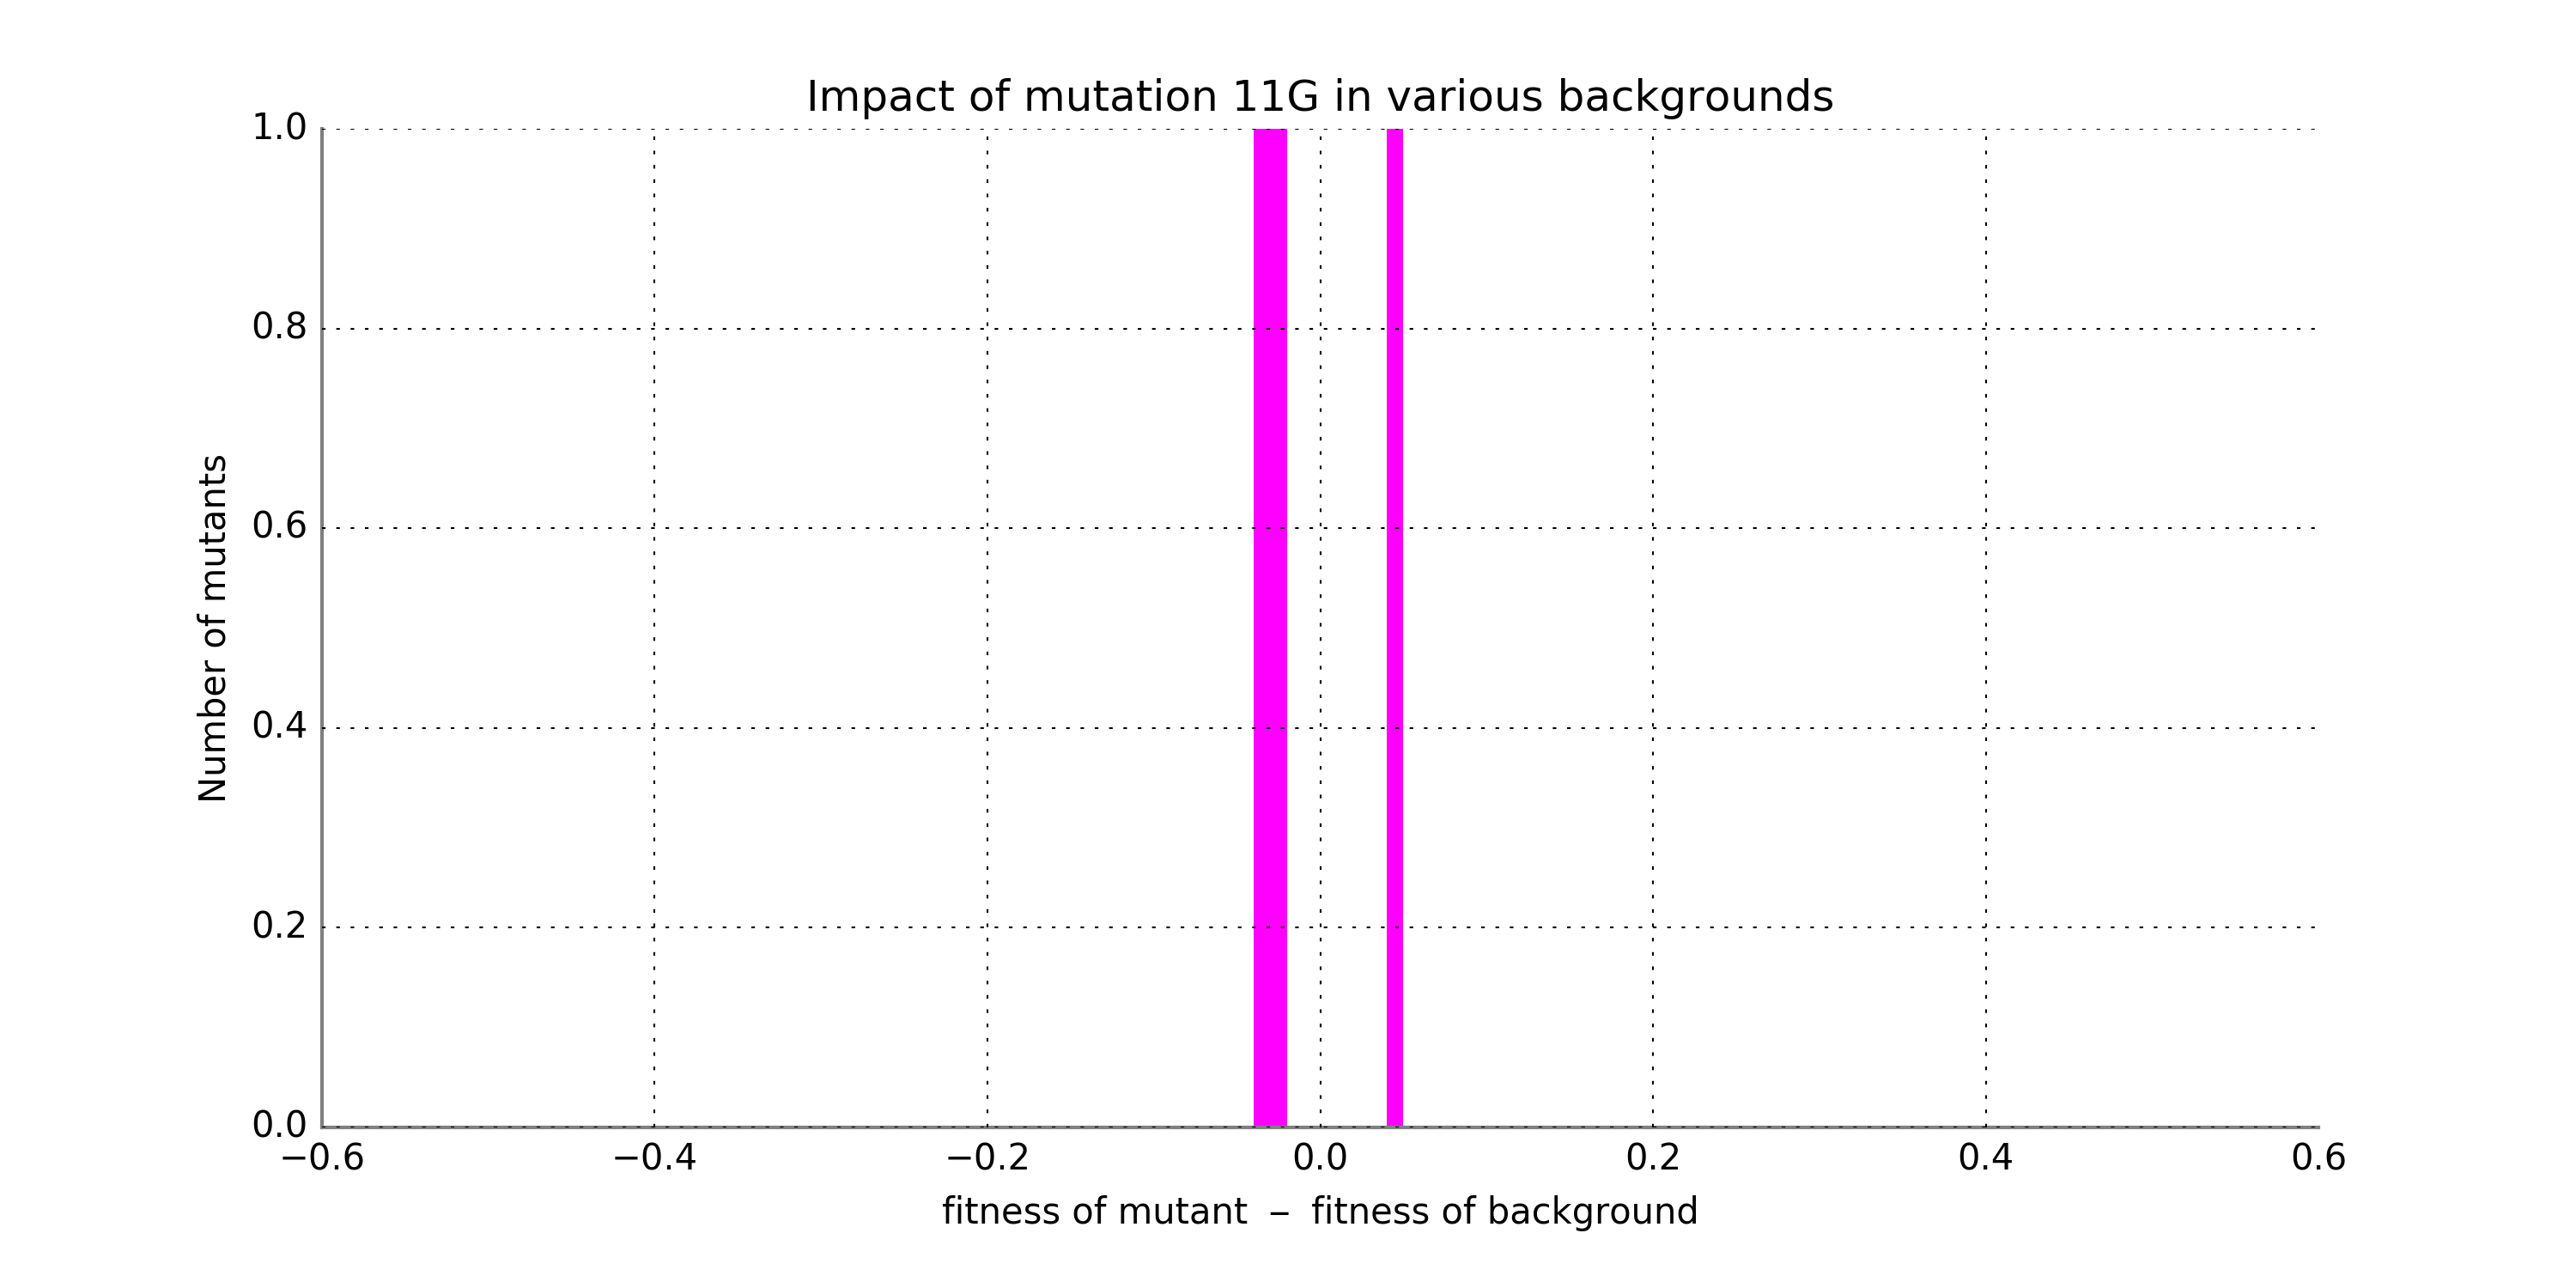 Impact of mutation 11G in various backgrounds
1.0
0.8
0.6
0.4
0.2
0.0
Number of mutants
−0.6 −0.4 −0.2 0.0 0.2 0.4 0.6
fitness of mutant – fitness of background